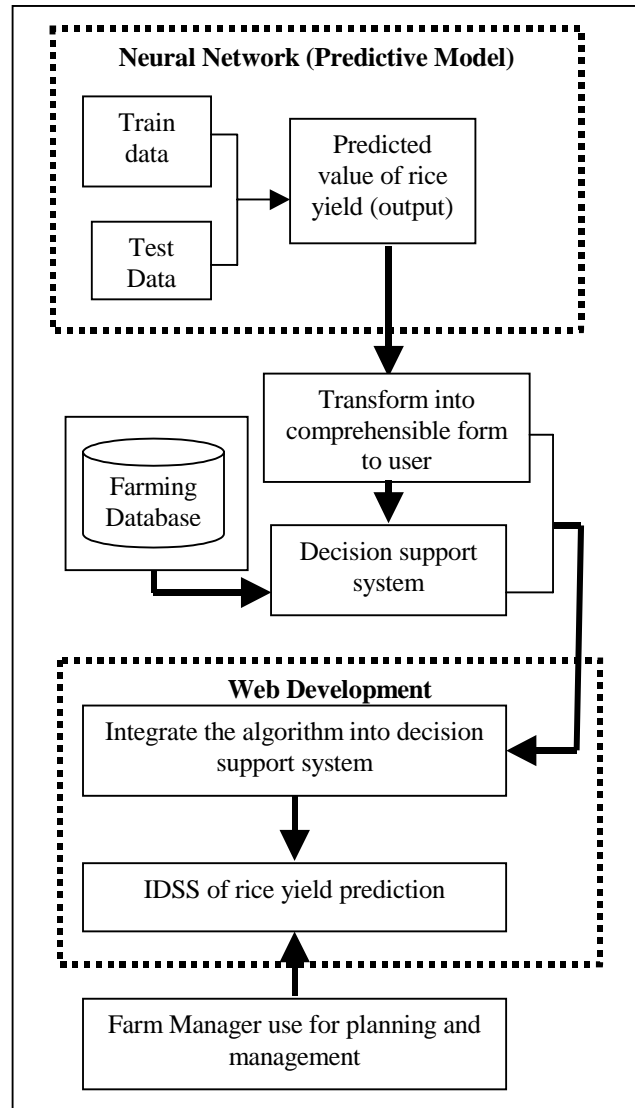 Neural Network (Predictive Model)
Train
data
Predicted
value of rice
yield (output)
Test
Data
Transform into
comprehensible form
to user
Farming
Database
Decision support
system
Web Development
Integrate the algorithm into decision
support system
IDSS of rice yield prediction
Farm Manager use for planning and
management